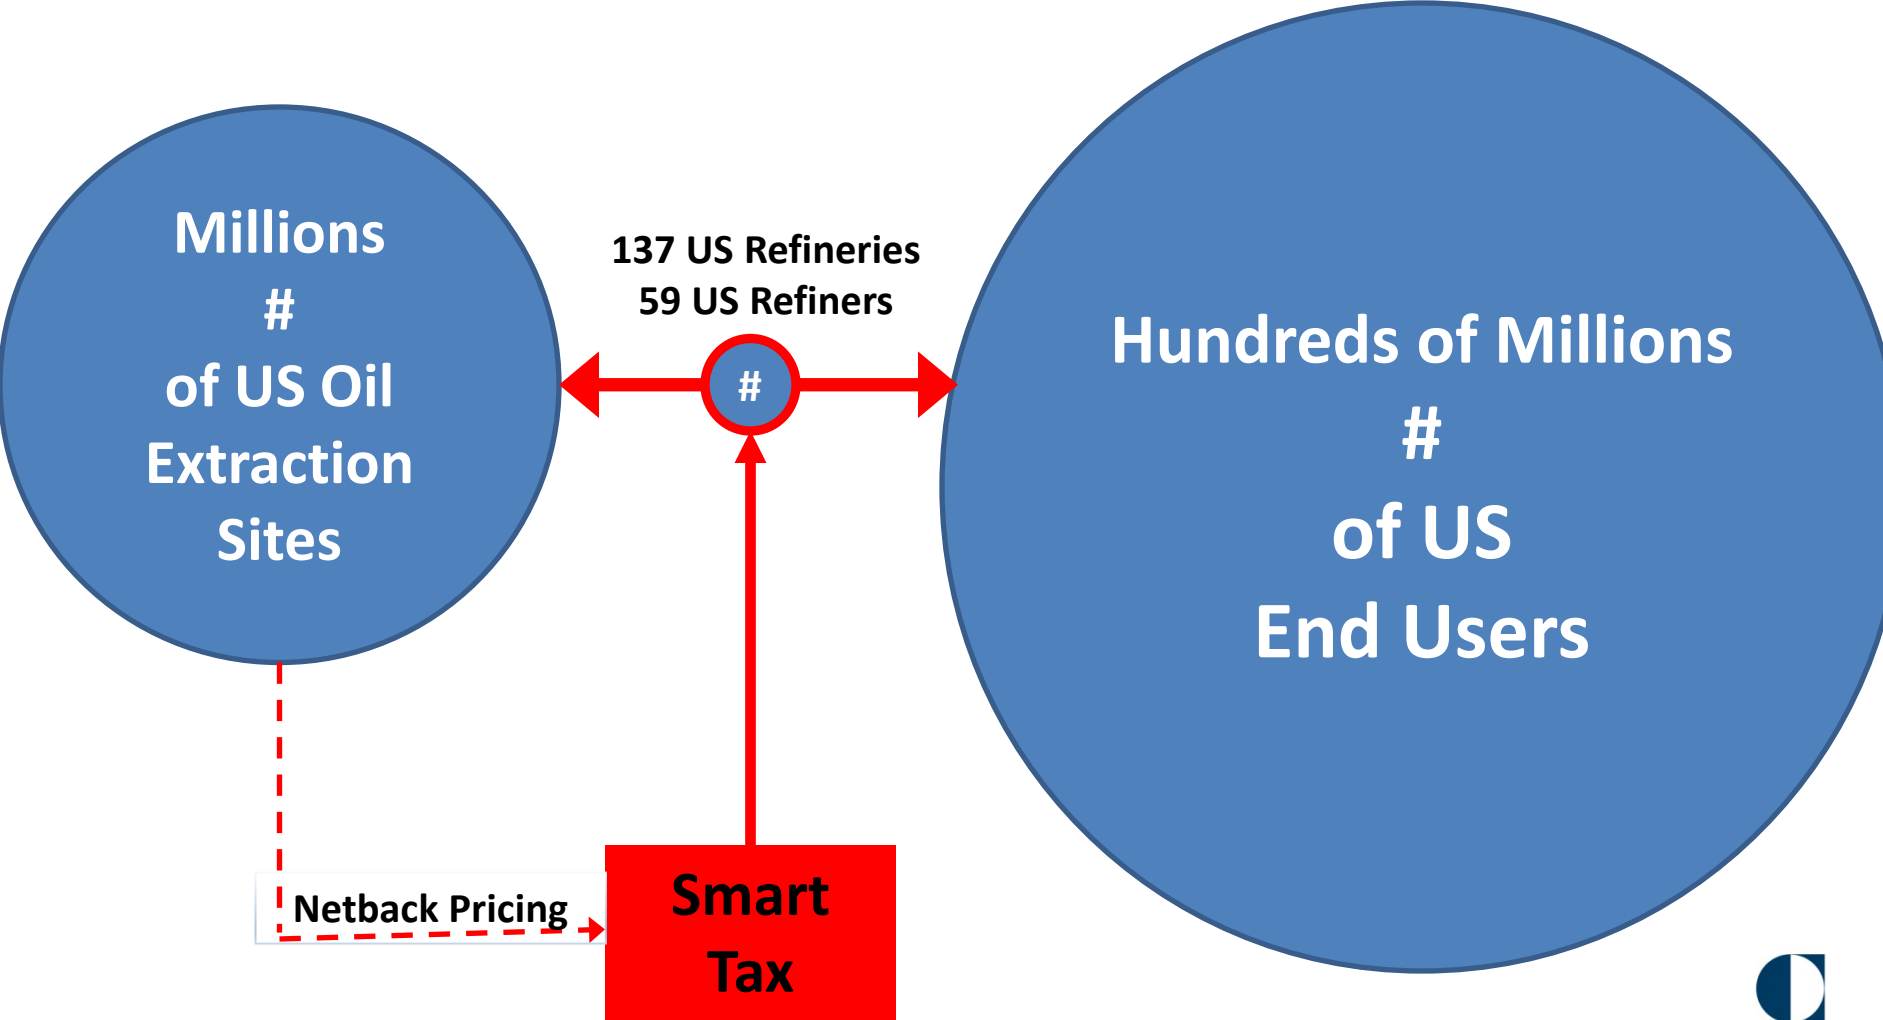 Millions
#
of US Oil
Extraction
Sites
137 US Refineries
59 US Refiners
#
Hundreds of Millions
#
of US
End Users
Netback Pricing
Smart
Tax